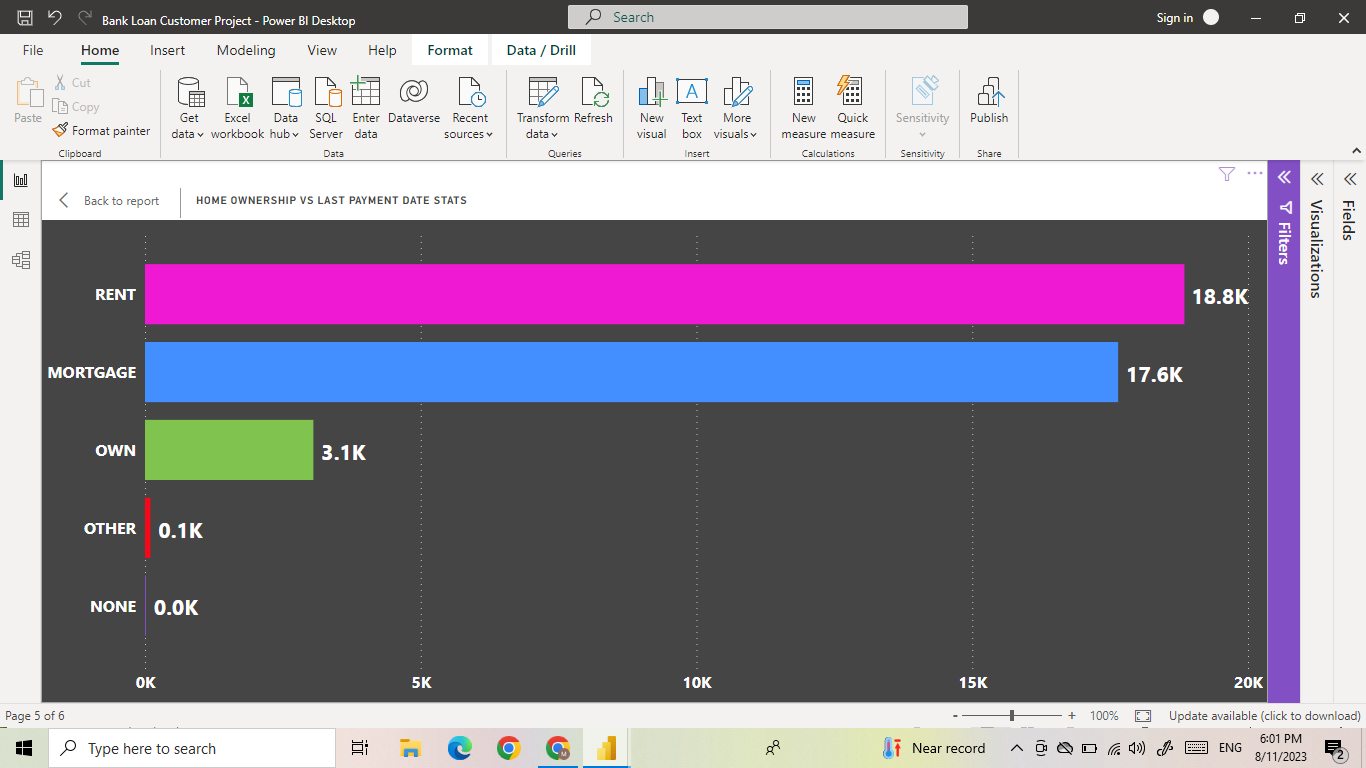 Bank Loan Customer Project - Power BI Desktop
Search
Sign in
File Home Insert Modeling View Help Format Data / Drill
Paste
Cut
Copy
Format painter
Clipboard
Get data
Excel workbook
Data hub
SQL Server
Enter data
Dataverse
Recent sources
Data
Transform data
Refresh
Queries
New visual
Text box
More visuals
Insert
New measure
Quick measure
Calculations
Sensitivity
Sensitivity
Publish
Share
Back to report
HOME OWNERSHIP VS LAST PAYMENT DATE STATS
Filters
Visualizations
Fields
RENT 18.8K
MORTGAGE 17.6K
OWN 3.1K
OTHER 0.1K
NONE 0.0K
0K 5K 10K 15K 20K
Page 5 of 6
- + 100%
Update available (click to download)
Type here to search
Near record
ENG
6:01 PM
8/11/2023
2